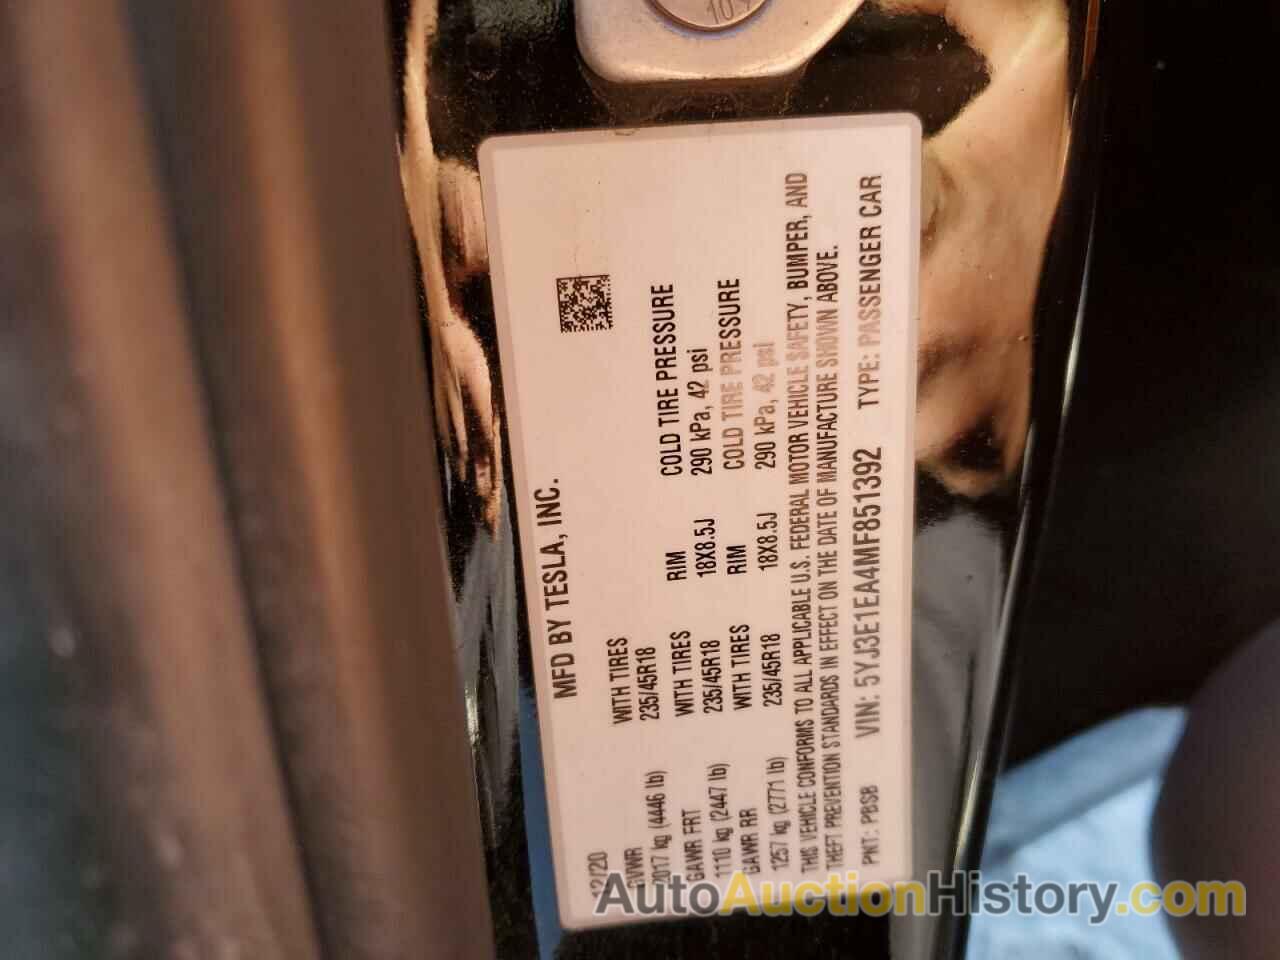 10.9
MFD BY TESLA, INC.
12/20
GVWR WITH TIRES
2017 kg (4446 lb) 235/45R18
GAWR FRT WITH TIRES RIM COLD TIRE PRESSURE
1110 kg (2447 lb) 235/45R18 18X8.5J 290 kPa, 42 psi
GAWR RR WITH TIRES RIM COLD TIRE PRESSURE
1257 kg (2771 lb) 235/45R18 18X8.5J 290 kPa, 42 psi
THIS VEHICLE CONFORMS TO ALL APPLICABLE U.S. FEDERAL MOTOR VEHICLE SAFETY, BUMPER, AND
THEFT PREVENTION STANDARDS IN EFFECT ON THE DATE OF MANUFACTURE SHOWN ABOVE.
PNT: PBSB VIN: 5YJ3E1EA4MF851392 TYPE: PASSENGER CAR
AutoAuctionHistory.com